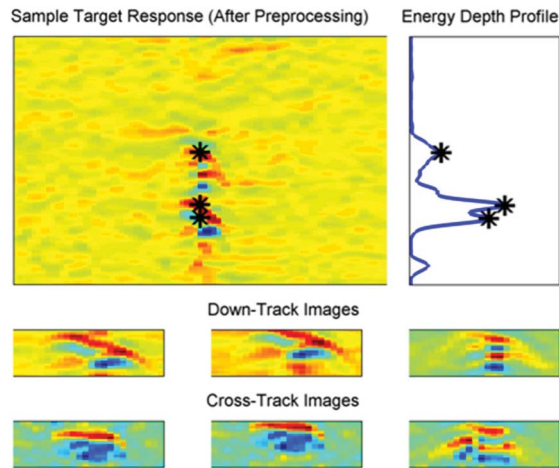 Sample Target Response (After Preprocessing)
Energy Depth Profile
Down-Track Images
Cross-Track Images